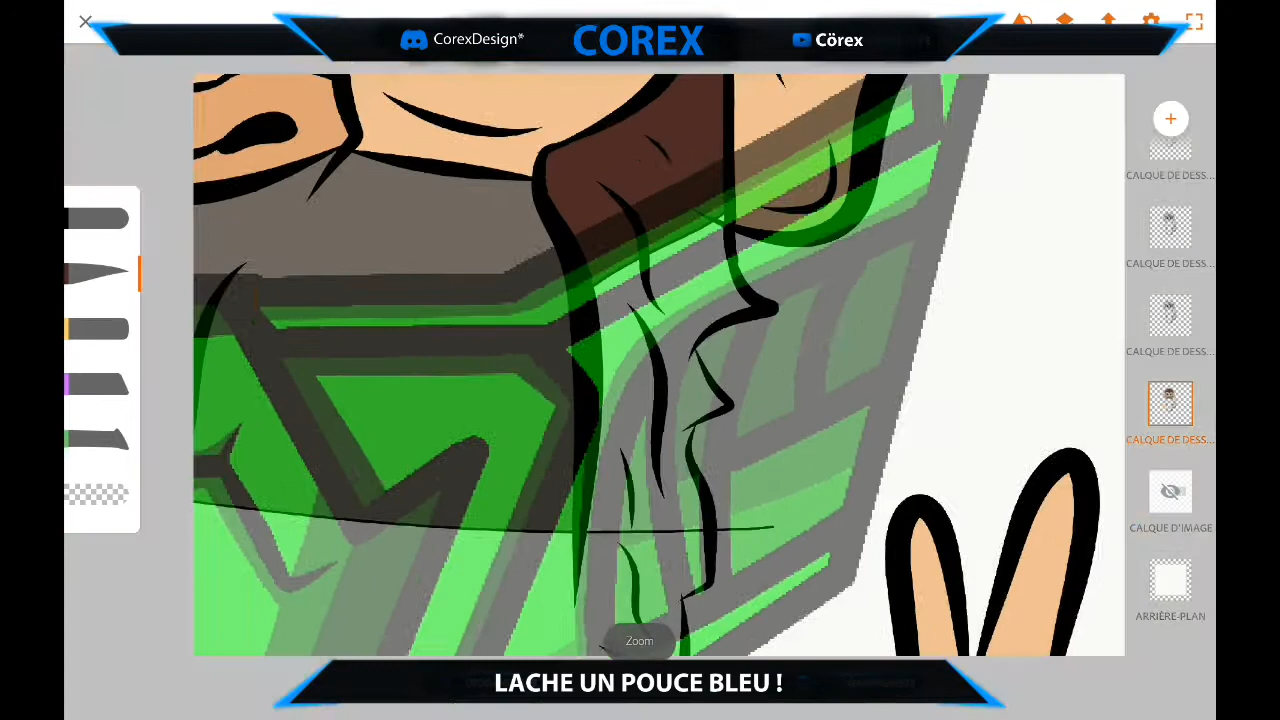 CorexDesign*
COREX
Cörex
CALQUE DE DESS...
CALQUE DE DESS...
CALQUE DE DESS...
CALQUE DE DESS...
CALQUE D'IMAGE
ARRIÈRE-PLAN
Zoom
LACHE UN POUCE BLEU !